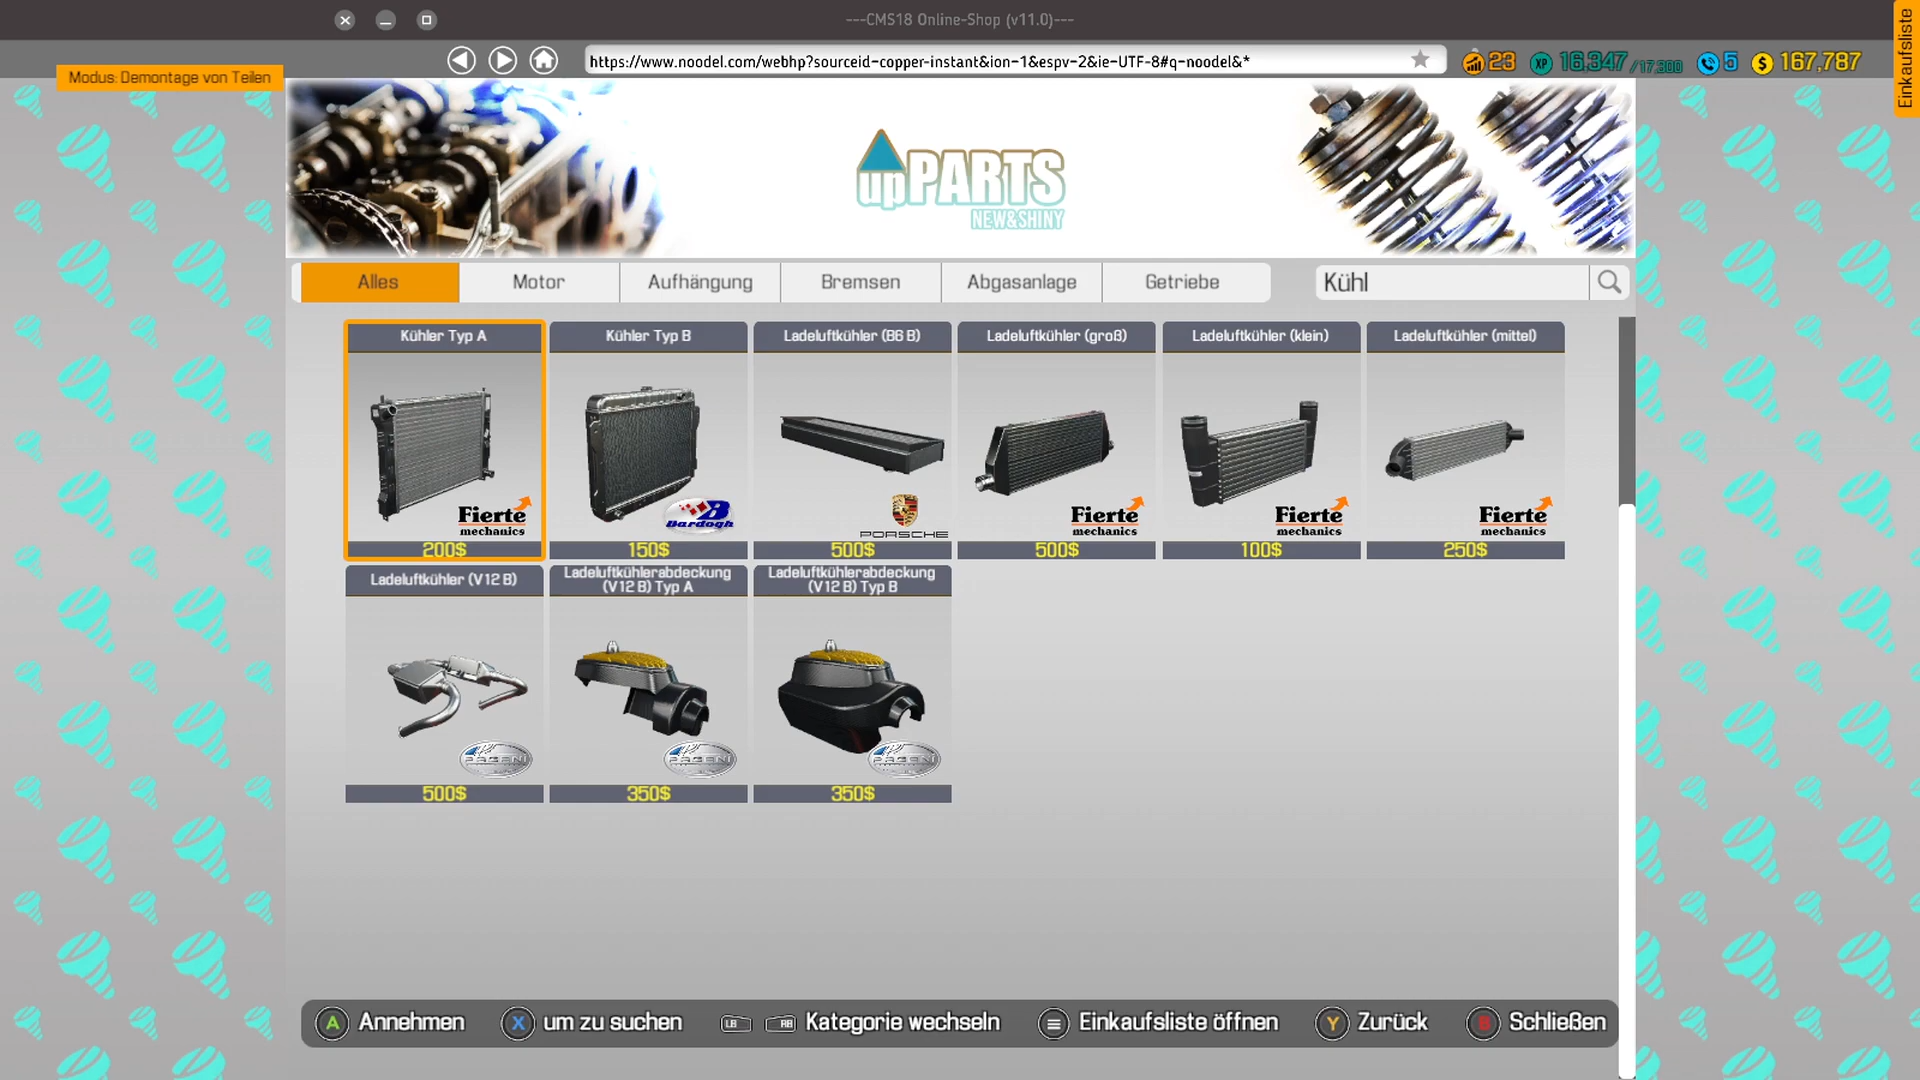 ---CMS18 Online-Shop (v11.0)---
https://www.noodel.com/webhp?sourceid-copper-instant&ion-1&espv-2&ie-UTF-8#q-noodel&*
23
XP 16,347/17,300
5
$ 167,787
Einkaufsliste
Modus: Demontage von Teilen
upPARTS
NEW&SHINY
Alles
Motor
Aufhängung
Bremsen
Abgasanlage
Getriebe
Kühl
Kühler Typ A
Fierte
mechanics
200$
Kühler Typ B
B
Bardogh
150$
Ladeluftkühler (B6 B)
PORSCHE
500$
Ladeluftkühler (groß)
Fierte
mechanics
500$
Ladeluftkühler (klein)
Fierte
mechanics
100$
Ladeluftkühler (mittel)
Fierte
mechanics
250$
Ladeluftkühler (V12 B)
PAGANI
500$
Ladeluftkühlerabdeckung
(V12 B) Typ A
PAGANI
350$
Ladeluftkühlerabdeckung
(V12 B) Typ B
PAGANI
350$
A Annehmen
X um zu suchen
LB RB Kategorie wechseln
Einkaufsliste öffnen
Y Zurück
B Schließen